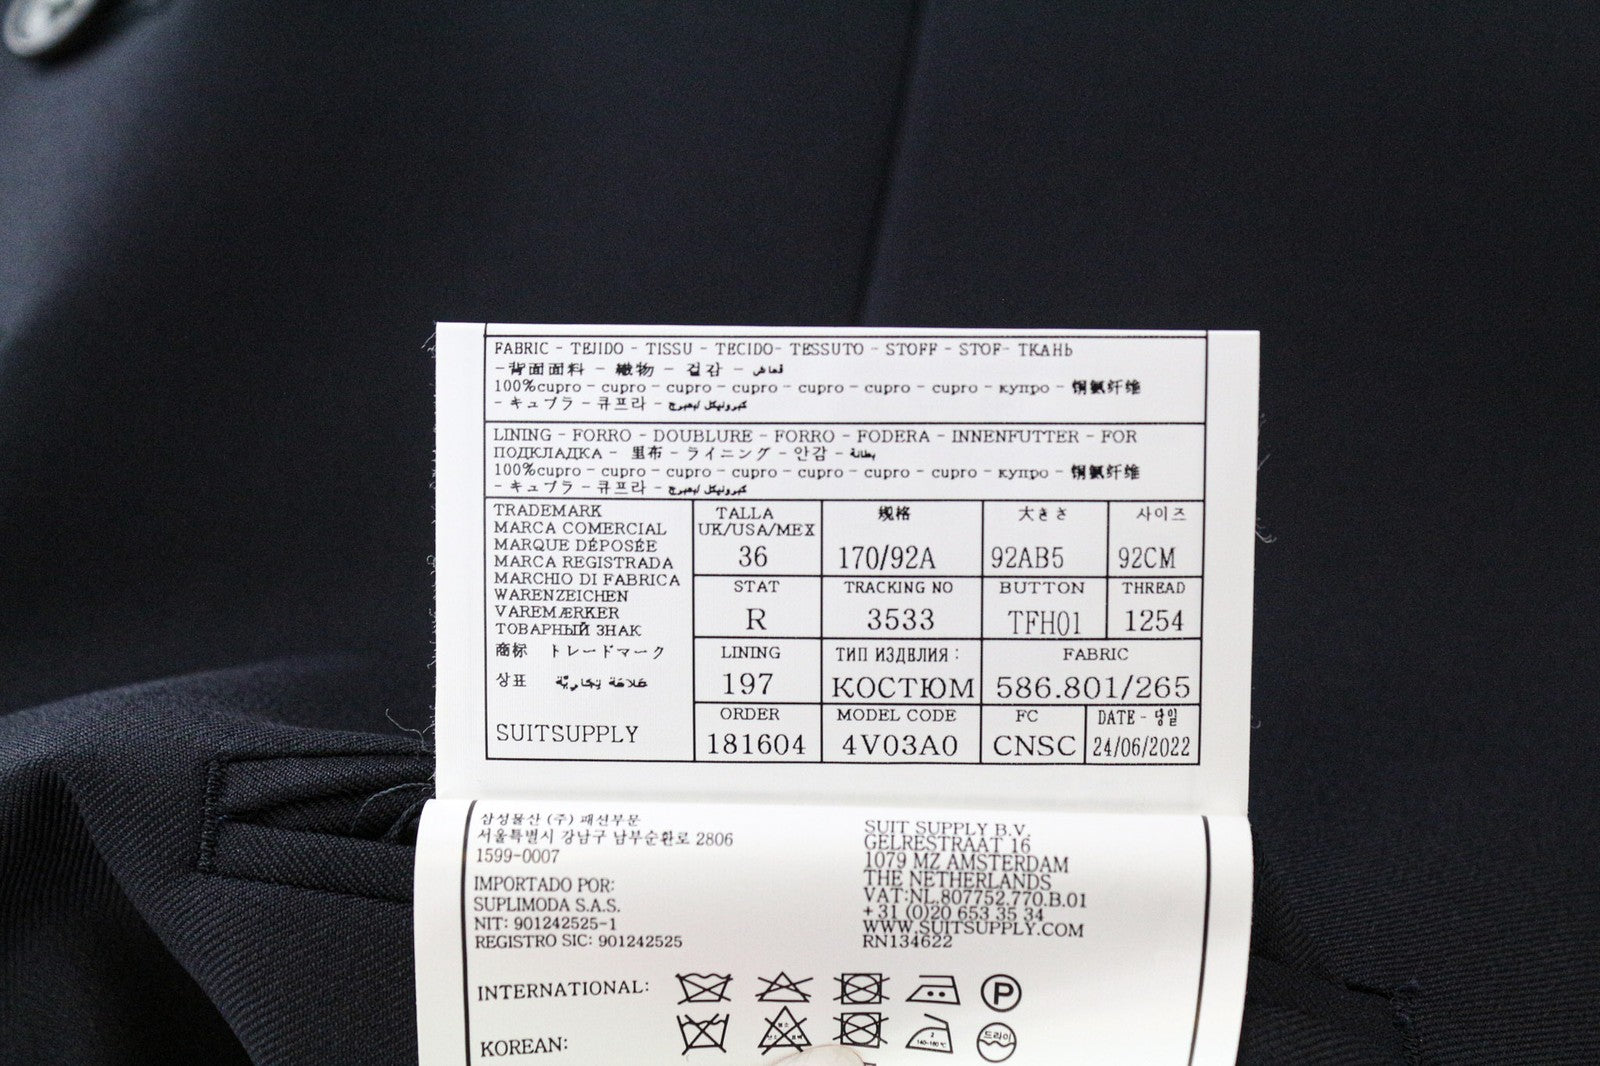 FABRIC - TEJIDO - TISSU - TECIDO- TESSUTO - STOFF - STOF- TKAHb
-背面面料 - 織物 - 겉감 - قماش
100%cupro - cupro - cupro - cupro - cupro - cupro - cupro - купро - 铜氨纤维
- キュプラ - 큐프라 -
LINING - FORRO - DOUBLURE - FORRO - FODERA - INNENFUTTER - FOR
ПОДКЛАДКА - 里布 - ライニング - 안감 - بطانة
100%cupro - cupro - cupro - cupro - cupro - cupro - cupro - купро - 铜氨纤维
- キュプラ - 큐프라 -
TRADEMARK
MARCA COMERCIAL
MARQUE DÉPOSÉE
MARCA REGISTRADA
MARCHIO DI FABRICA
WARENZEICHEN
VAREMÆRKER
ТОВАРНЫЙ ЗНАК
商标 トレードマーク
상표 علامة تجارية
SUITSUPPLY
TALLA 规格 大きさ 사이즈
UK/USA/MEX
36 170/92A 92AB5 92CM
STAT TRACKING NO BUTTON THREAD
R 3533 TFH01 1254
LINING ТИП ИЗДЕЛИЯ : FABRIC
197 КОСТЮМ 586.801/265
ORDER MODEL CODE FC DATE -
181604 4V03A0 CNSC 24/06/2022
삼성물산 (주) 패션부문
서울특별시 강남구 남부순환로 2806
1599-0007
IMPORTADO POR:
SUPLIMODA S.A.S.
NIT: 901242525-1
REGISTRO SIC: 901242525
SUIT SUPPLY B.V.
GELRESTRAAT 16
1079 MZ AMSTERDAM
THE NETHERLANDS
VAT:NL.807752.770.B.01
+31 (0)20 653 35 34
WWW.SUITSUPPLY.COM
RN134622
INTERNATIONAL: P
KOREAN: 2 드라이
140~160℃